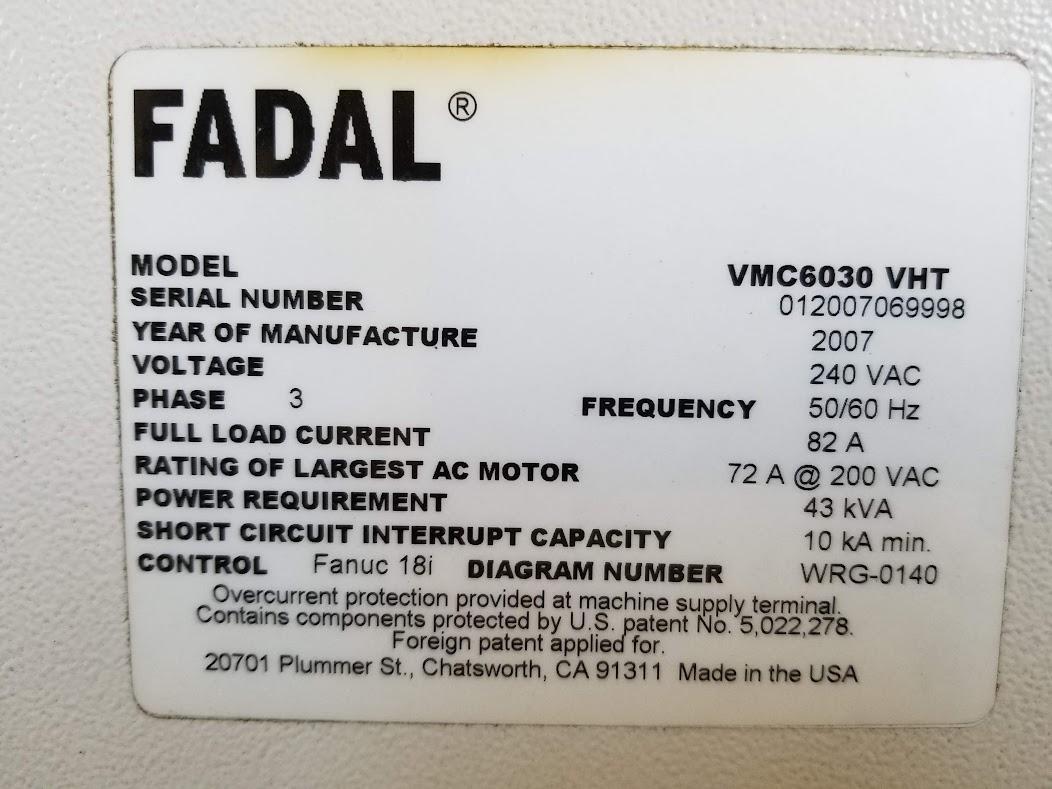 FADAL®
MODEL VMC6030 VHT
SERIAL NUMBER 012007069998
YEAR OF MANUFACTURE 2007
VOLTAGE 240 VAC
PHASE 3 FREQUENCY 50/60 Hz
FULL LOAD CURRENT 82 A
RATING OF LARGEST AC MOTOR 72 A @ 200 VAC
POWER REQUIREMENT 43 kVA
SHORT CIRCUIT INTERRUPT CAPACITY 10 kA min.
CONTROL Fanuc 18i DIAGRAM NUMBER WRG-0140
Overcurrent protection provided at machine supply terminal.
Contains components protected by U.S. patent No. 5,022,278.
Foreign patent applied for.
20701 Plummer St., Chatsworth, CA 91311 Made in the USA